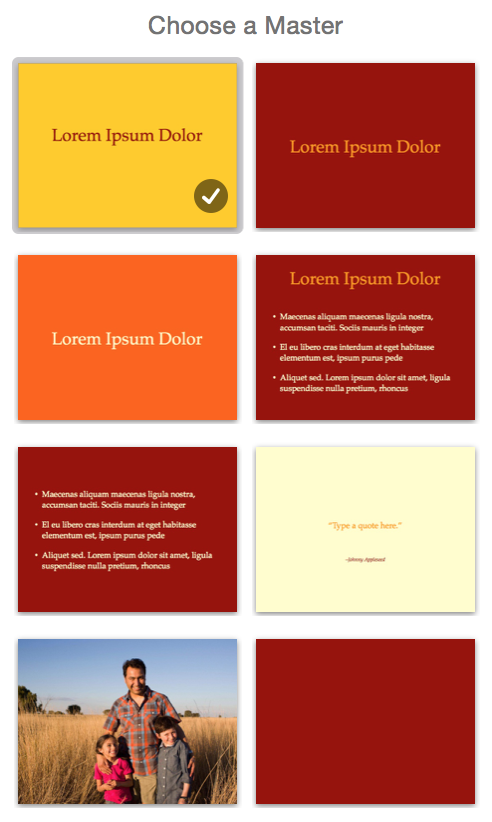 Choose a Master
Lorem Ipsum Dolor
Lorem Ipsum Dolor
Lorem Ipsum Dolor
Lorem Ipsum Dolor
• Maecenas aliquam maecenas ligula nostra,
accumsan taciti. Sociis mauris in integer
• El eu libero cras interdum at eget habitasse
elementum est, ipsum purus pede
• Aliquet sed. Lorem ipsum dolor sit amet, ligula
suspendisse nulla pretium, rhoncus
• Maecenas aliquam maecenas ligula nostra,
accumsan taciti. Sociis mauris in integer
• El eu libero cras interdum at eget habitasse
elementum est, ipsum purus pede
• Aliquet sed. Lorem ipsum dolor sit amet, ligula
suspendisse nulla pretium, rhoncus
“Type a quote here.”
–Johnny Appleseed